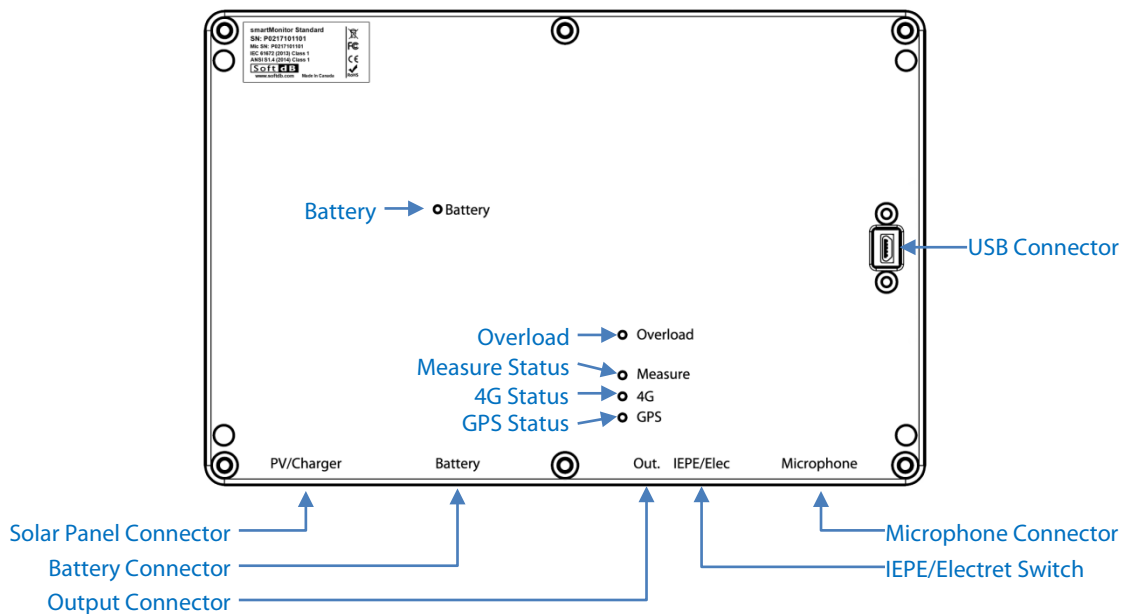 smartMonitor Standard
SN: P0217101101
Mic SN: P0217101101
IEC 61672 (2013) Class 1
ANSI S1.4 (2014) Class 1
Soft dB
www.softdb.com Made In Canada
FC
CE
RoHS
Battery
Battery
USB Connector
Overload
Overload
Measure Status
Measure
4G Status
4G
GPS Status
GPS
PV/Charger
Battery
Out.
IEPE/Elec
Microphone
Solar Panel Connector
Microphone Connector
Battery Connector
IEPE/Electret Switch
Output Connector